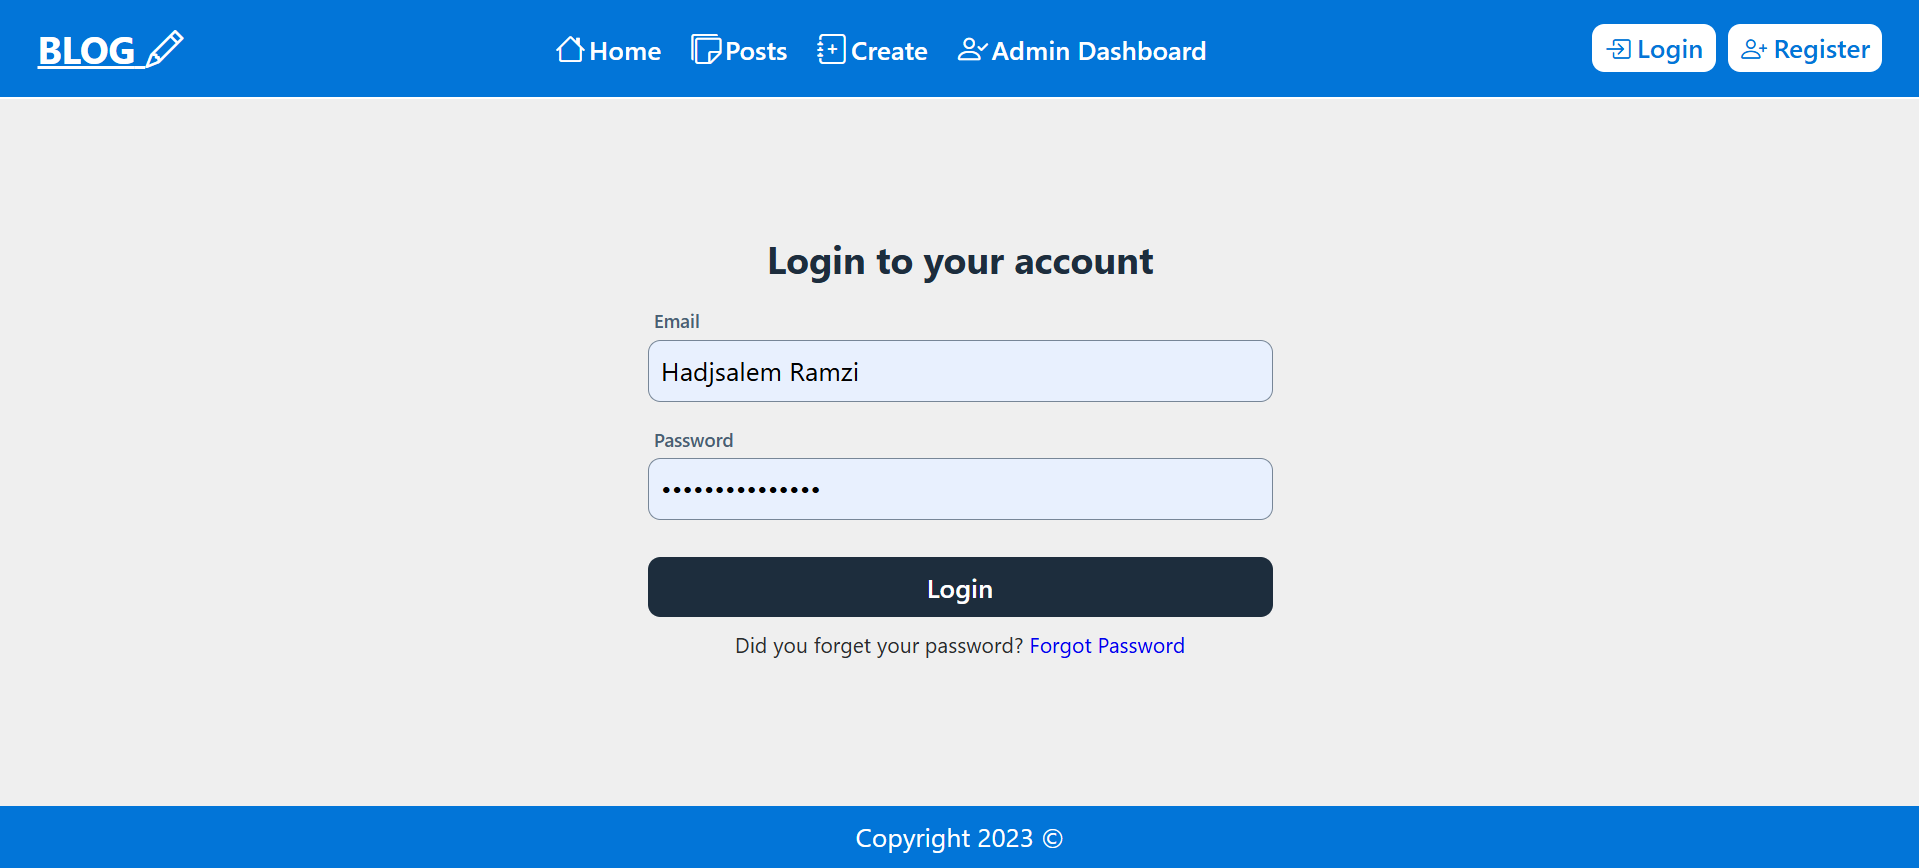 BLOG
Home Posts Create Admin Dashboard
Login Register
Login to your account
Email
Hadjsalem Ramzi
Password
•••••••••••••••
Login
Did you forget your password? Forgot Password
Copyright 2023 ©